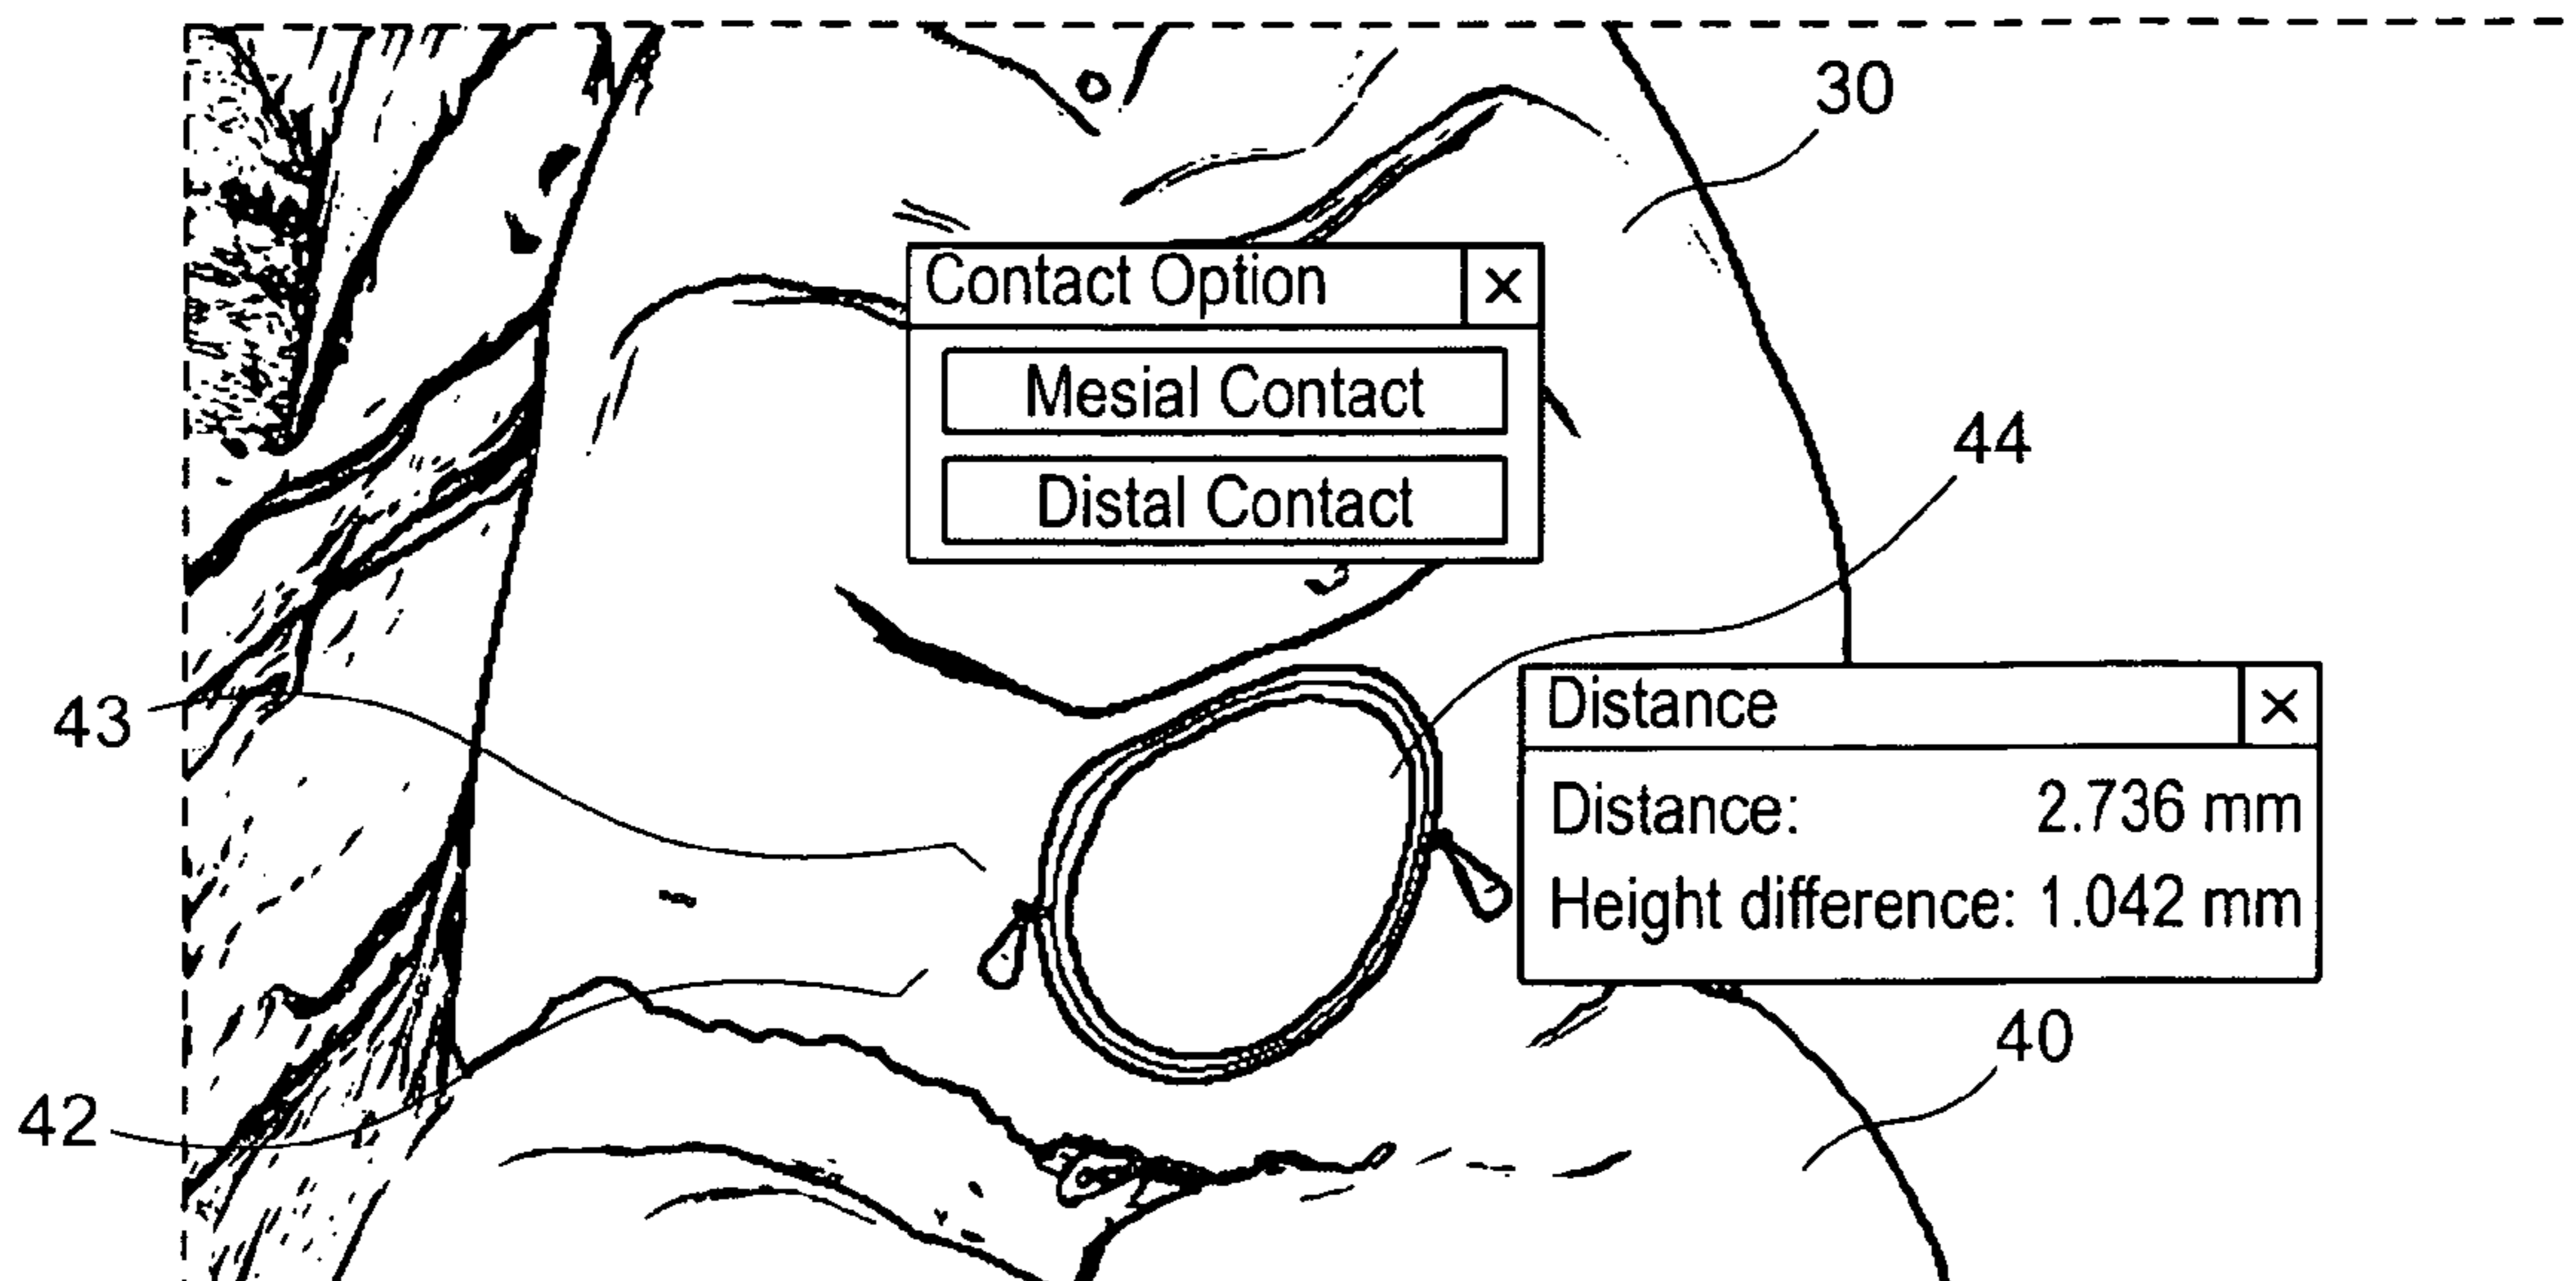 30
Contact Option ×
Mesial Contact
Distal Contact
44
43
Distance ×
Distance: 2.736 mm
Height difference: 1.042 mm
40
42